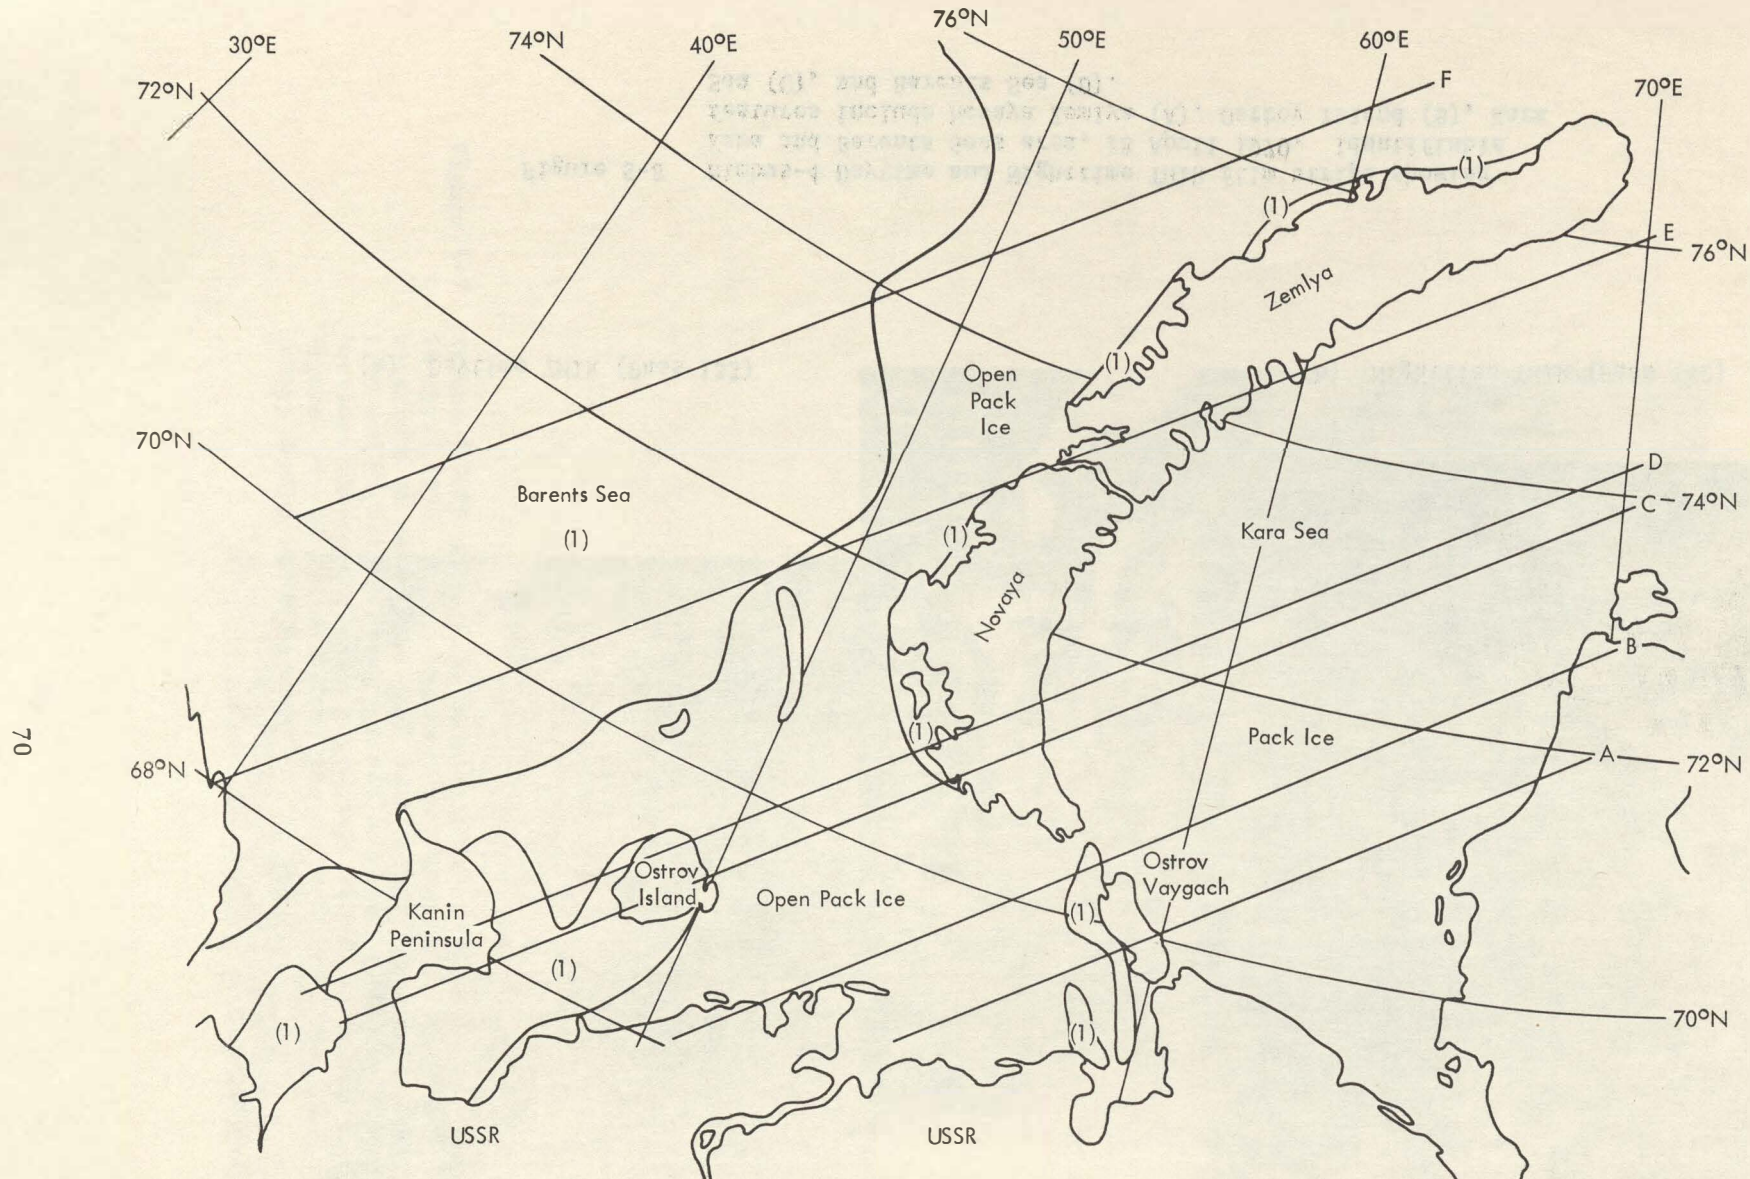 76°N
30°E
74°N
40°E
50°E
60°E
72°N
F
70°E
(1)
(1)
E
76°N
Zemlya
(1)
Open
Pack
Ice
70°N
D
Barents Sea
C
74°N
(1)
(1)
Kara Sea
Novaya
B
(1)
Pack Ice
70
68°N
A
72°N
Ostrov
Island
Ostrov
Vaygach
Open Pack Ice
Kanin
Peninsula
(1)
(1)
(1)
(1)
70°N
USSR
USSR